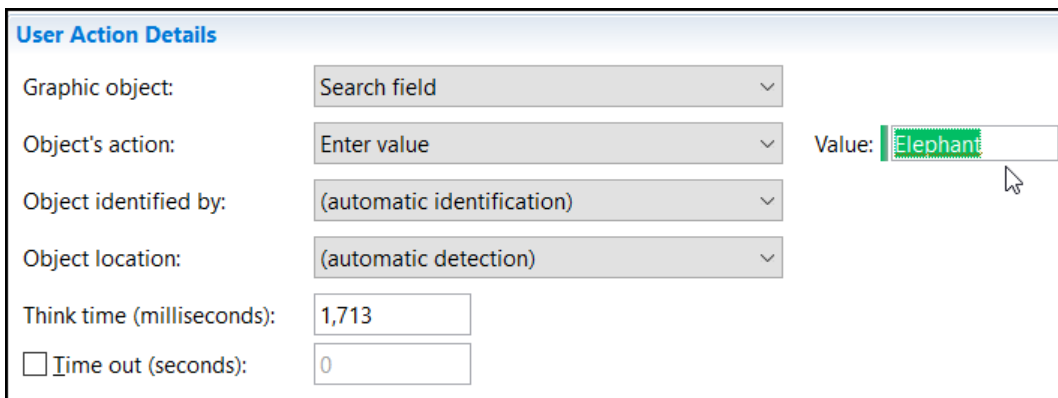 User Action Details
Graphic object: Search field
Object's action: Enter value Value: Elephant
Object identified by: (automatic identification)
Object location: (automatic detection)
Think time (milliseconds): 1,713
Time out (seconds): 0